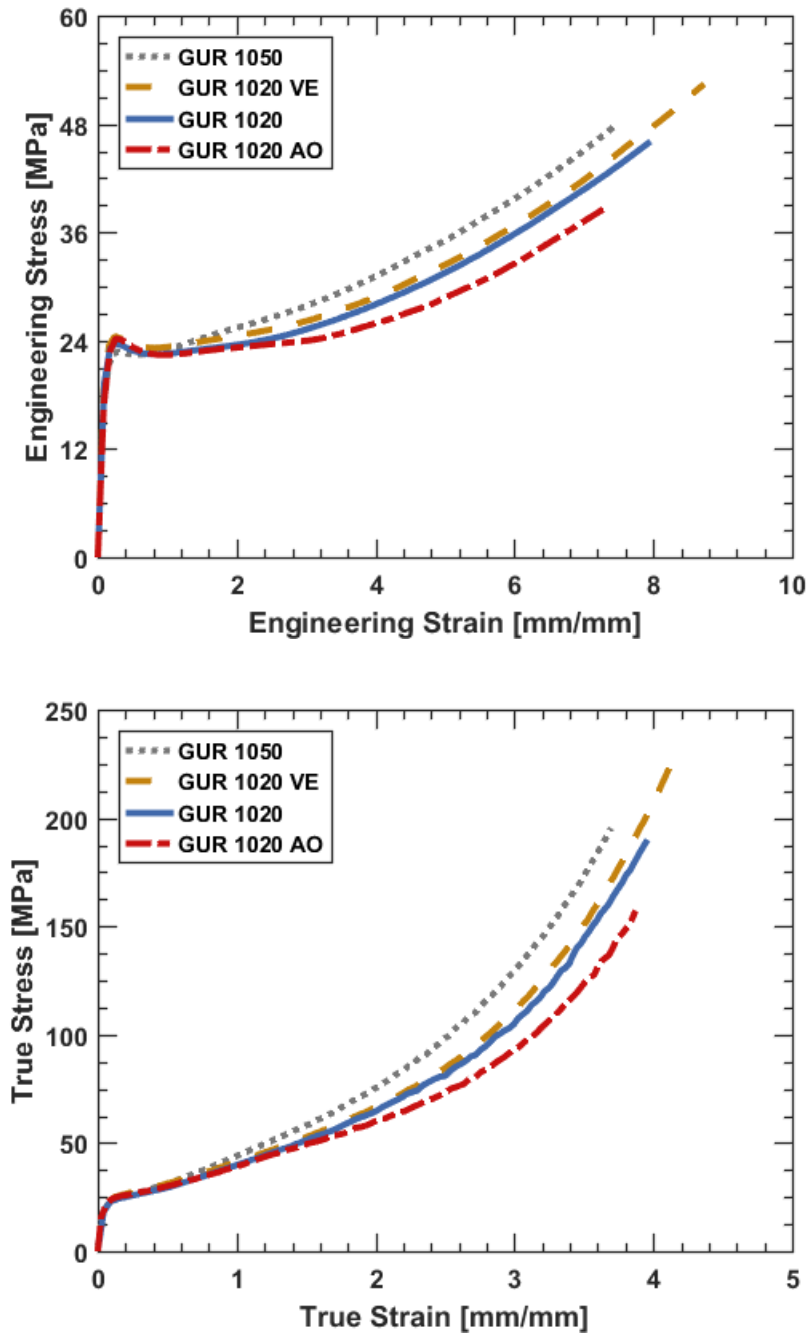 60
48
36
24
12
0
Engineering Stress [MPa]
GUR 1050
GUR 1020 VE
GUR 1020
GUR 1020 AO
0 2 4 6 8 10
Engineering Strain [mm/mm]
250
200
150
100
50
0
True Stress [MPa]
GUR 1050
GUR 1020 VE
GUR 1020
GUR 1020 AO
0 1 2 3 4 5
True Strain [mm/mm]